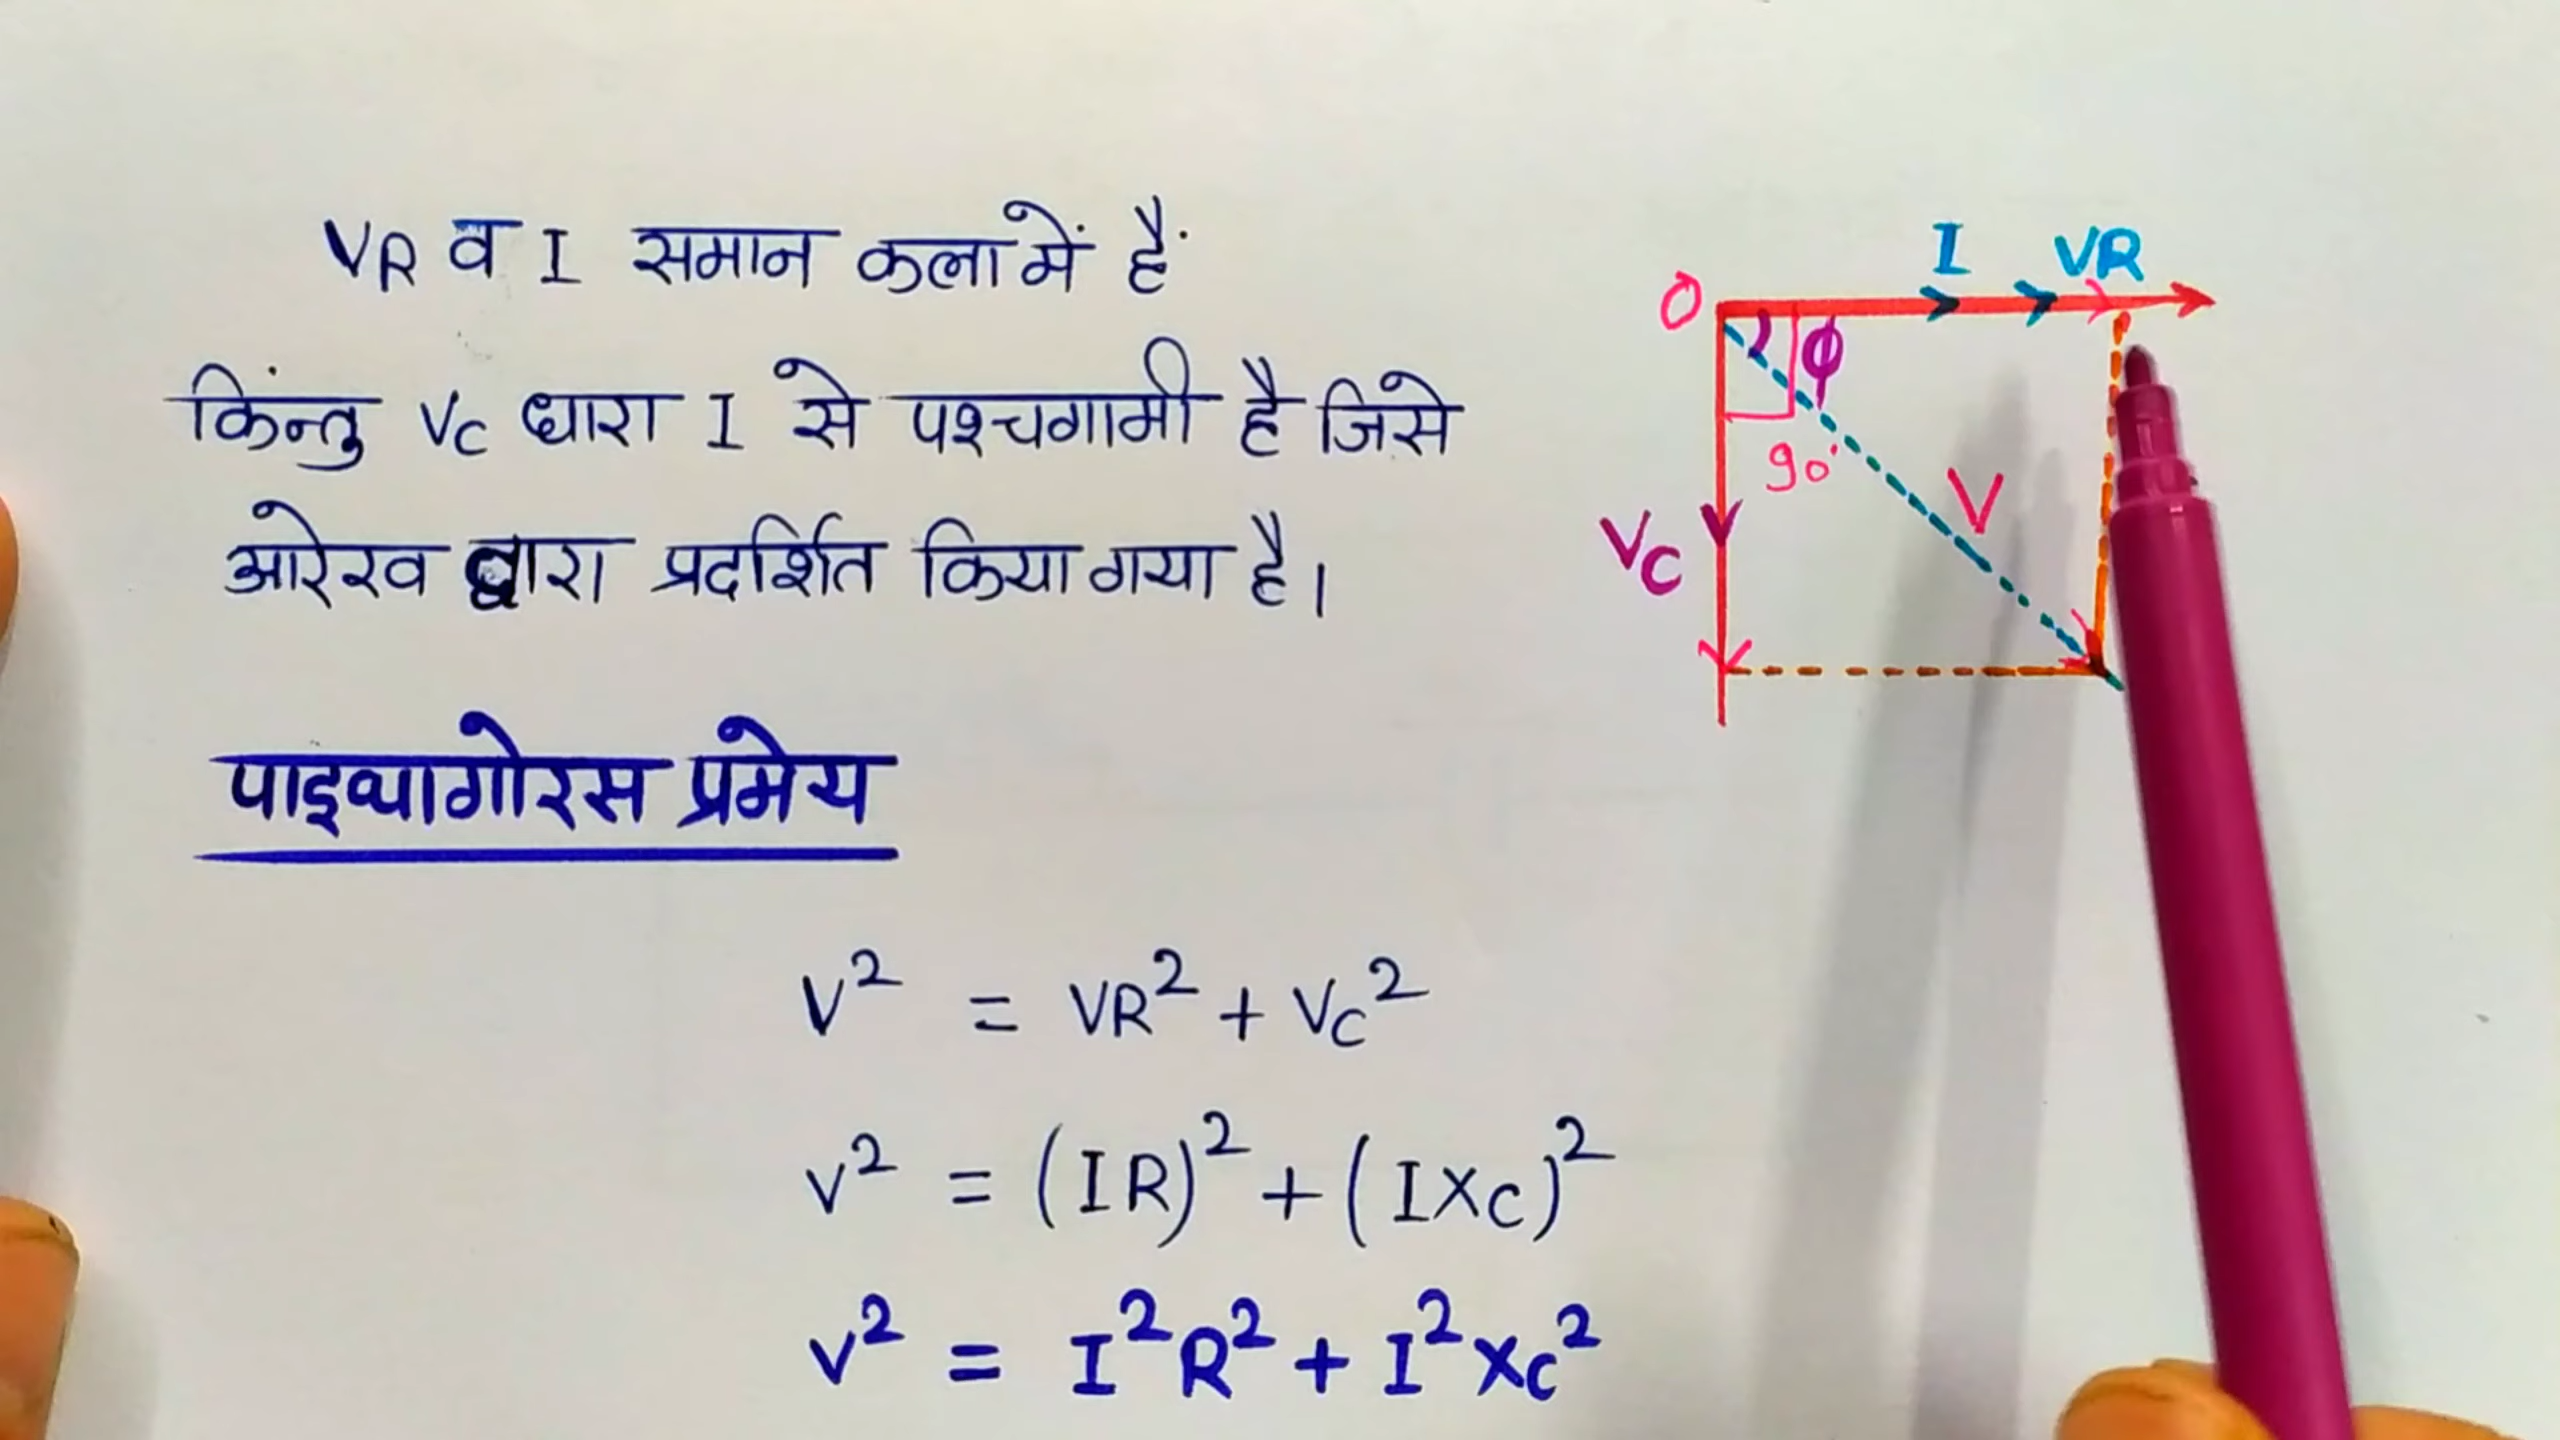 VR व I समान कला में हैं
किंन्तु Vc धारा I से पश्चगामी है जिसे
आरेख द्वारा प्रदर्शित किया गया है।
पाइथागोरस प्रमेय
V² = VR² + Vc²
V² = (IR)² + (IXc)²
V² = I²R² + I²Xc²
I VR
O
ϕ
90°
V
Vc